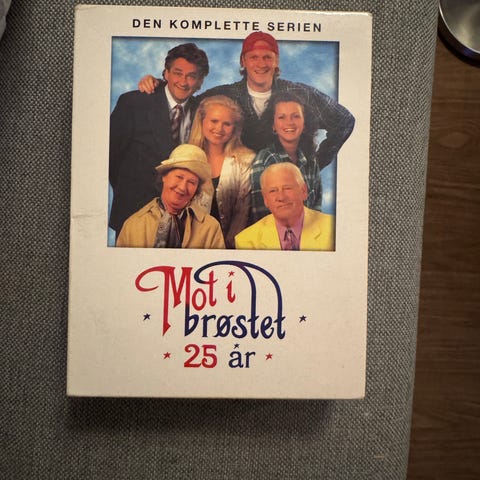 DEN KOMPLETTE SERIEN
Mot i
brøstet
25 år